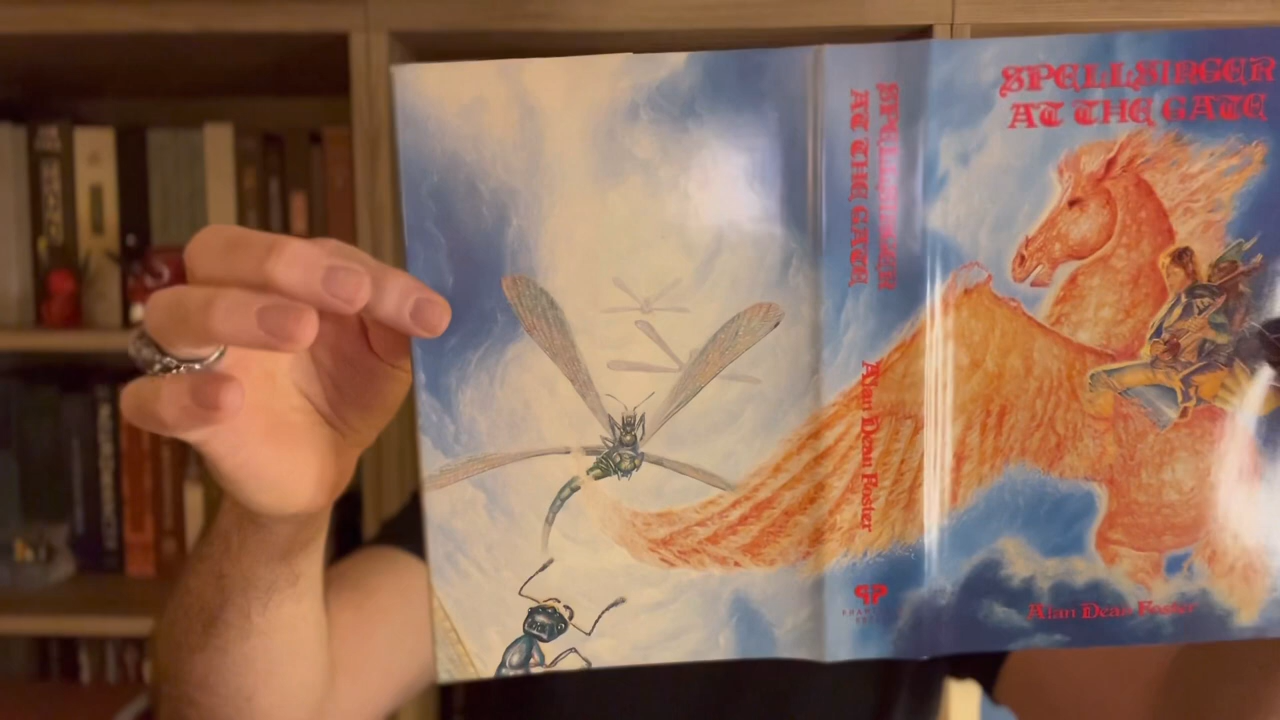 SPELLSINGER
AT THE GATE
Alan Dean Foster
SPELLSINGER
AT THE GATE
Alan Dean Foster